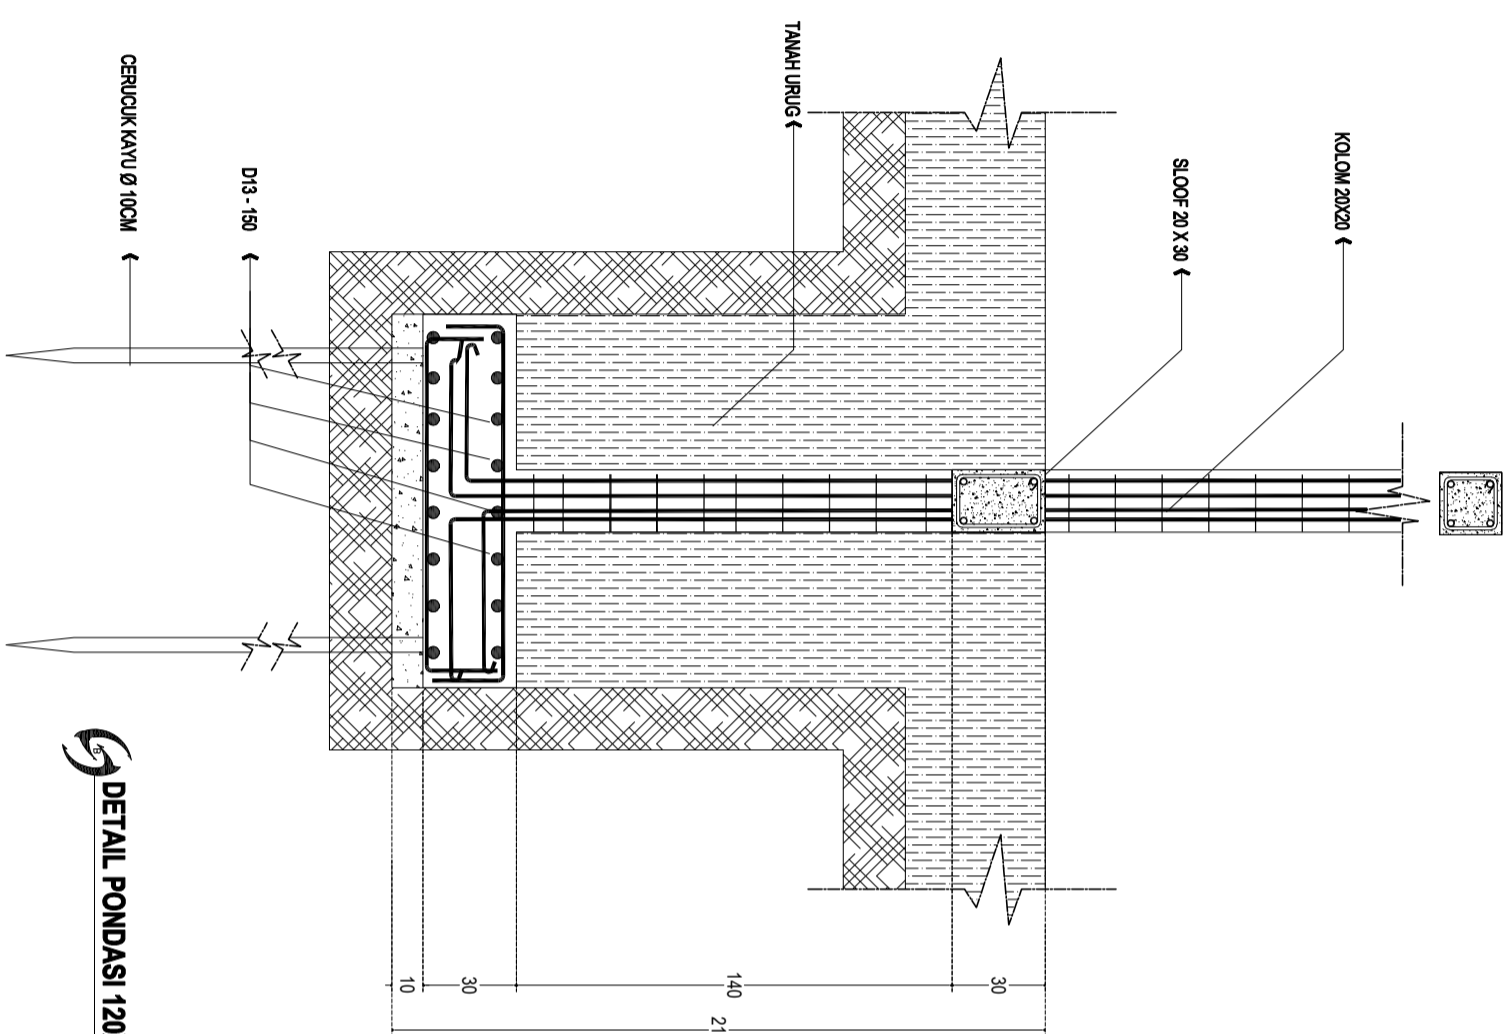 KOLOM 20X20
SLOOF 20 X 30
TANAH URUG
D13 - 150
CERUCUK KAYU Ø 10CM
30
140
30
10
21
B
DETAIL PONDASI 120